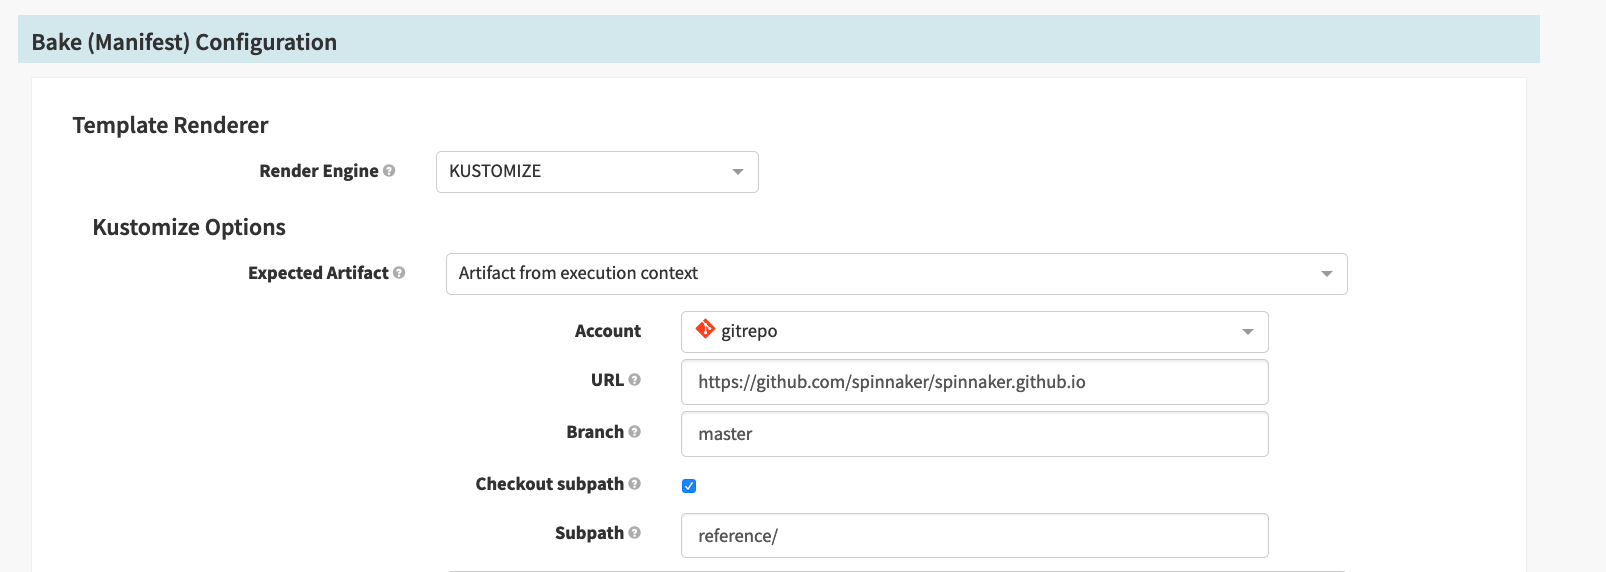 Bake (Manifest) Configuration
Template Renderer
Render Engine ?
KUSTOMIZE
Kustomize Options
Expected Artifact ?
Artifact from execution context
Account
gitrepo
URL ?
https://github.com/spinnaker/spinnaker.github.io
Branch ?
master
Checkout subpath ?
Subpath ?
reference/